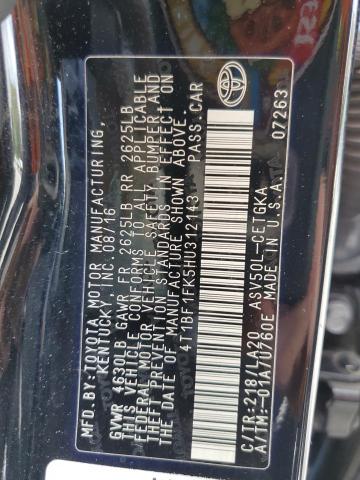 MFD.BY:TOYOTA MOTOR MANUFACTURING,
KENTUCKY, INC. 08/16
GVWR 4630LB GAWR FR 2625LB RR 2625LB
THIS VEHICLE CONFORMS TO ALL APPLICABLE
FEDERAL MOTOR VEHICLE SAFETY, BUMPER, AND
THEFT PREVENTION STANDARDS IN EFFECT ON
THE DATE OF MANUFACTURE SHOWN ABOVE.
4T1BF1FK5HU312143 PASS.CAR
C/TR:218/LA20 ASV50L-CETGKA
A/TM:-01A/U760E MADE IN U.S.A. 07263